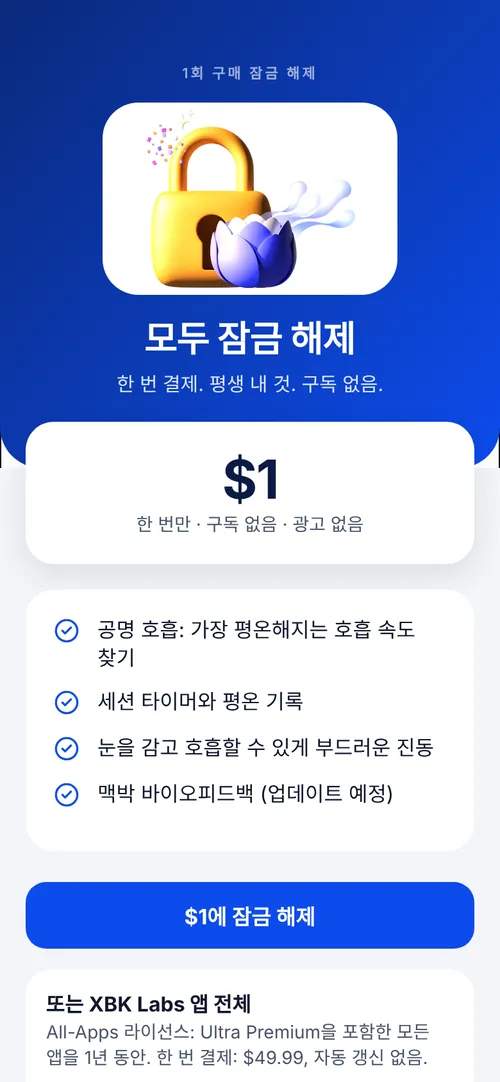 1회 구매 잠금 해제
모두 잠금 해제
한 번 결제. 평생 내 것. 구독 없음.
$1
한 번만 · 구독 없음 · 광고 없음
공명 호흡: 가장 평온해지는 호흡 속도
찾기
세션 타이머와 평온 기록
눈을 감고 호흡할 수 있게 부드러운 진동
맥박 바이오피드백 (업데이트 예정)
$1에 잠금 해제
또는 XBK Labs 앱 전체
All-Apps 라이선스: Ultra Premium을 포함한 모든
앱을 1년 동안. 한 번 결제: $49.99, 자동 갱신 없음.